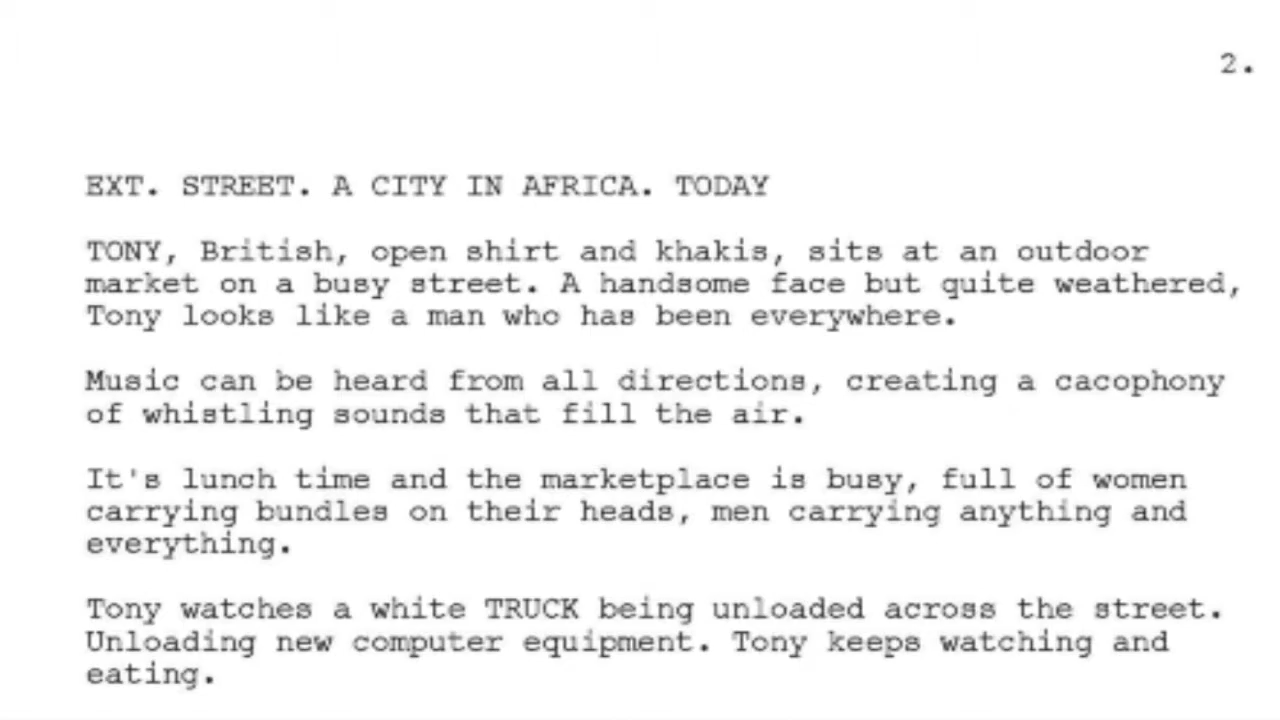 2.
EXT. STREET. A CITY IN AFRICA. TODAY
TONY, British, open shirt and khakis, sits at an outdoor
market on a busy street. A handsome face but quite weathered,
Tony looks like a man who has been everywhere.
Music can be heard from all directions, creating a cacophony
of whistling sounds that fill the air.
It's lunch time and the marketplace is busy, full of women
carrying bundles on their heads, men carrying anything and
everything.
Tony watches a white TRUCK being unloaded across the street.
Unloading new computer equipment. Tony keeps watching and
eating.